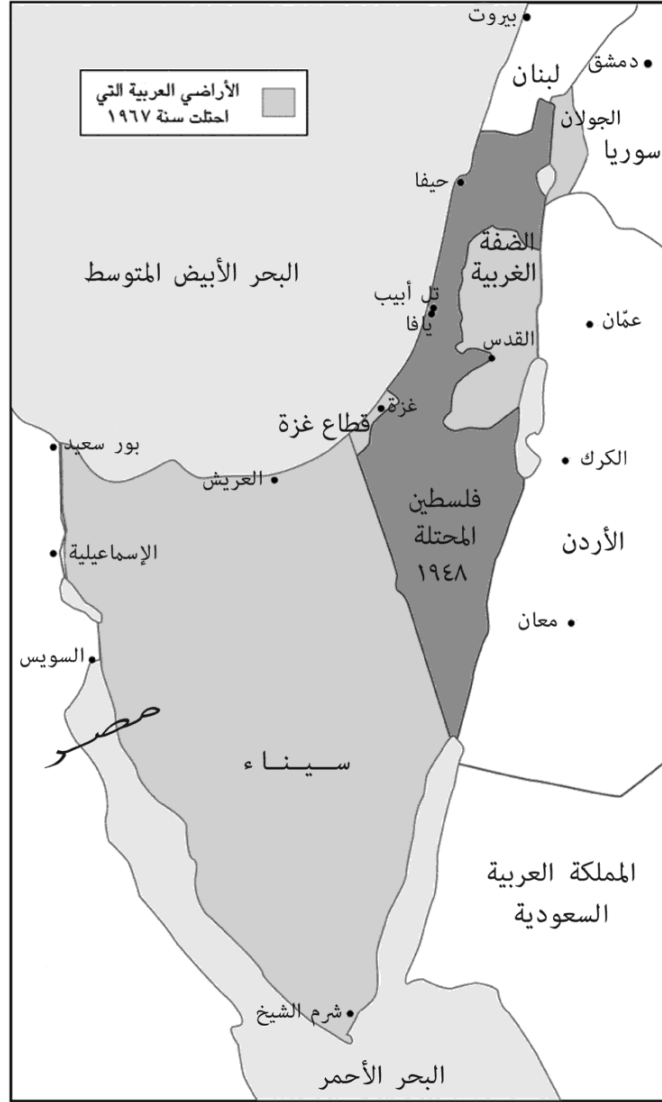 بيروت
دمشق
لبنان
الأراضي العربية التي
احتلت سنة ١٩٦٧
الجولان
سوريا
حيفا
الضفة
الغربية
البحر الأبيض المتوسط
تل أبيب
يافا
عمّان
القدس
غزة
قطاع غزة
بور سعيد
الكرك
العريش
فلسطين
المحتلة
١٩٤٨
الأردن
الإسماعيلية
معان
السويس
مصر
سيناء
المملكة العربية
السعودية
شرم الشيخ
البحر الأحمر